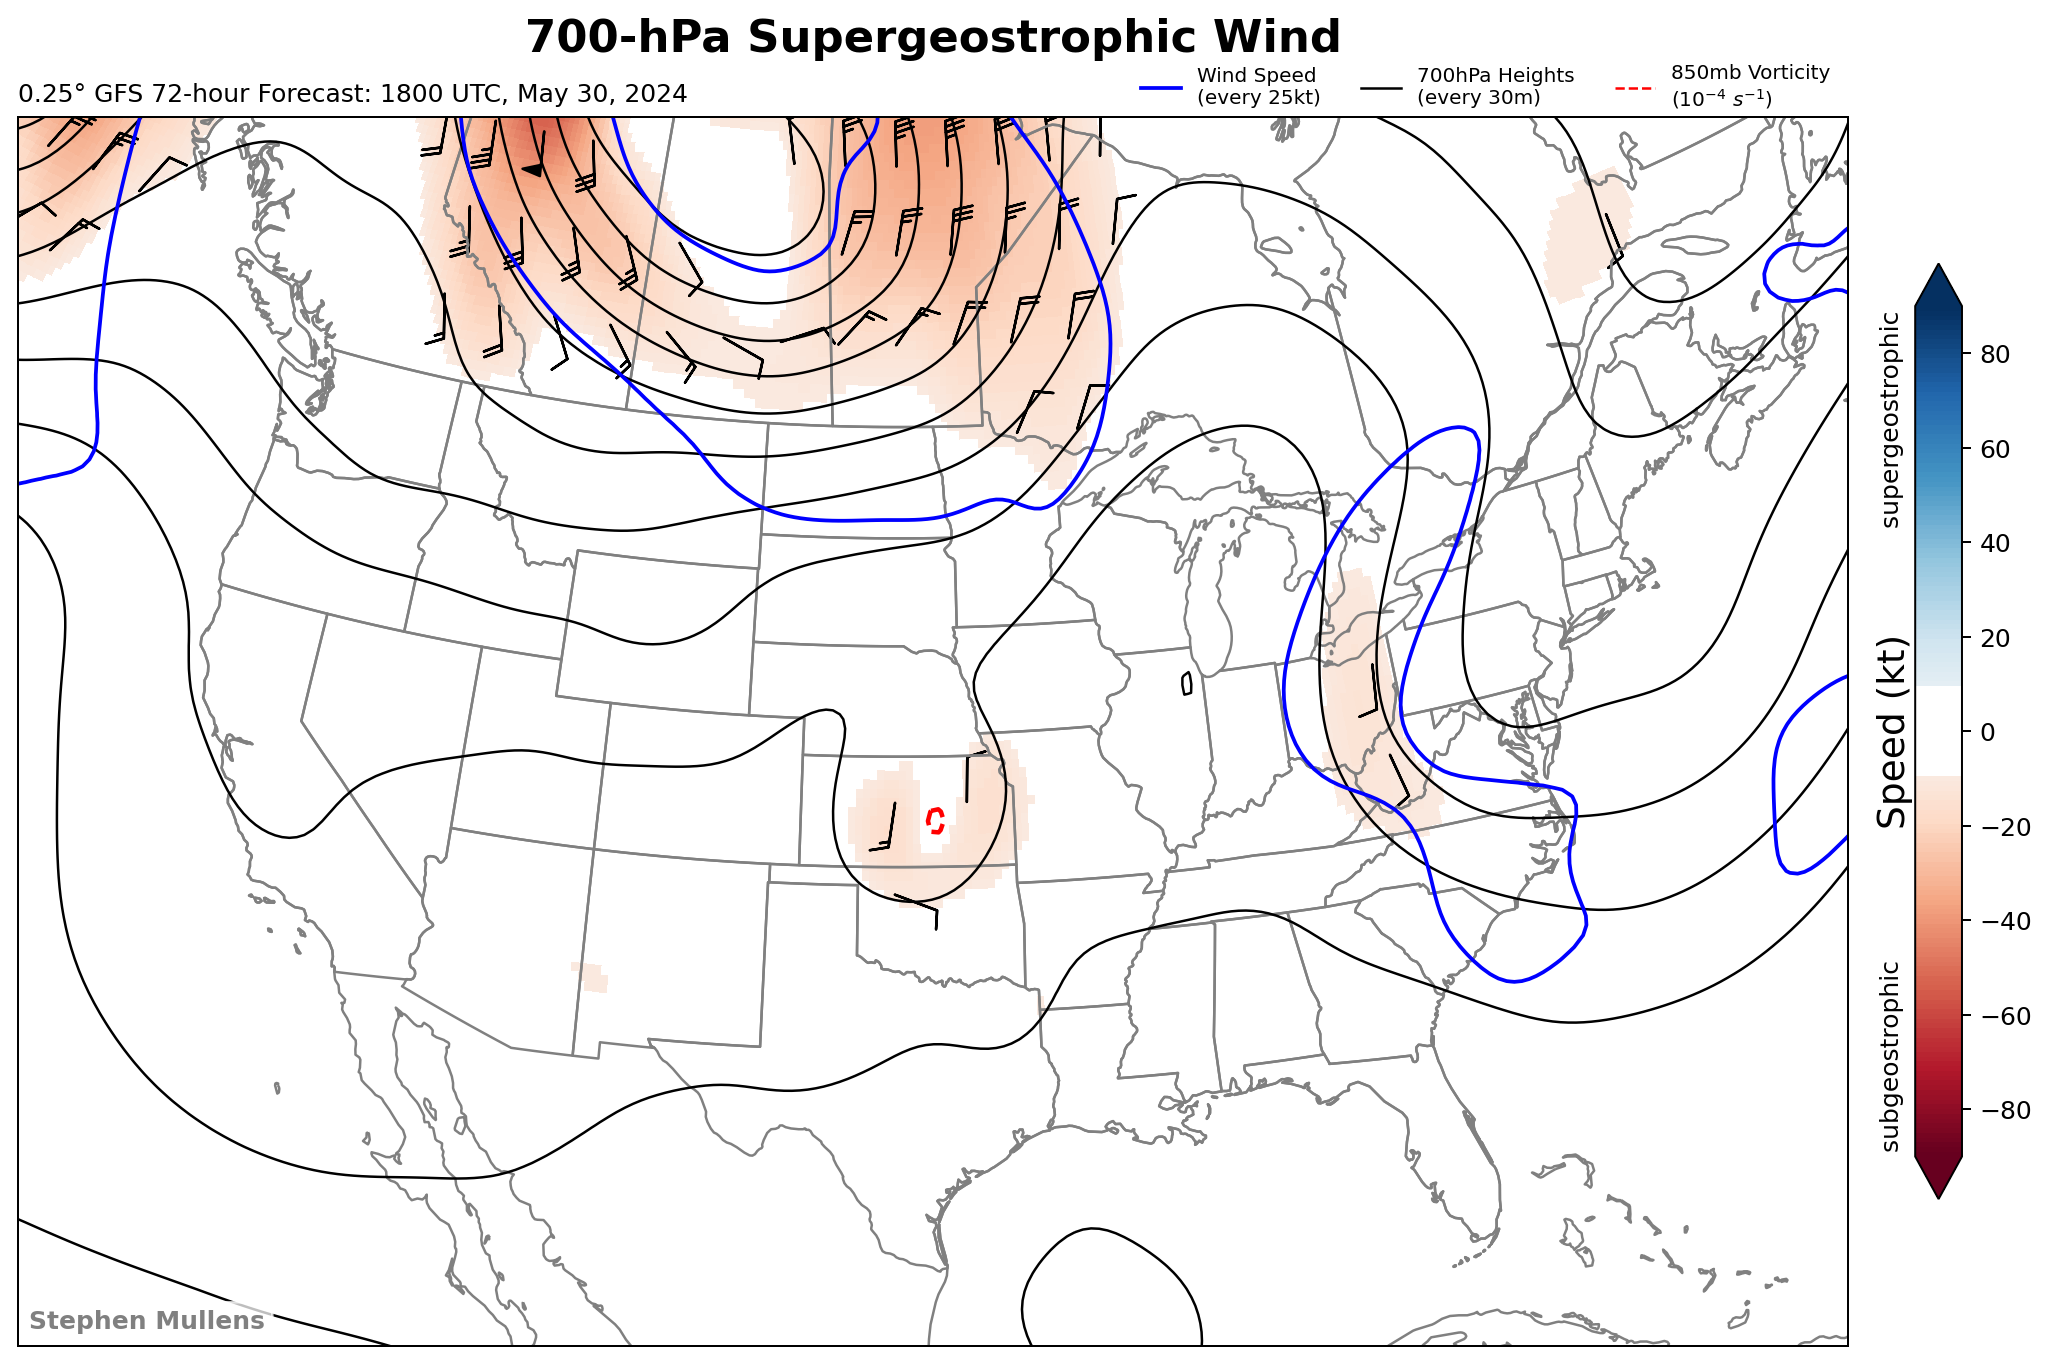 700-hPa Supergeostrophic Wind
0.25° GFS 72-hour Forecast: 1800 UTC, May 30, 2024
Wind Speed
(every 25kt)
700hPa Heights
(every 30m)
850mb Vorticity
(10⁻⁴ s⁻¹)
supergeostrophic
Speed (kt)
subgeostrophic
80
60
40
20
0
−20
−40
−60
−80
Stephen Mullens